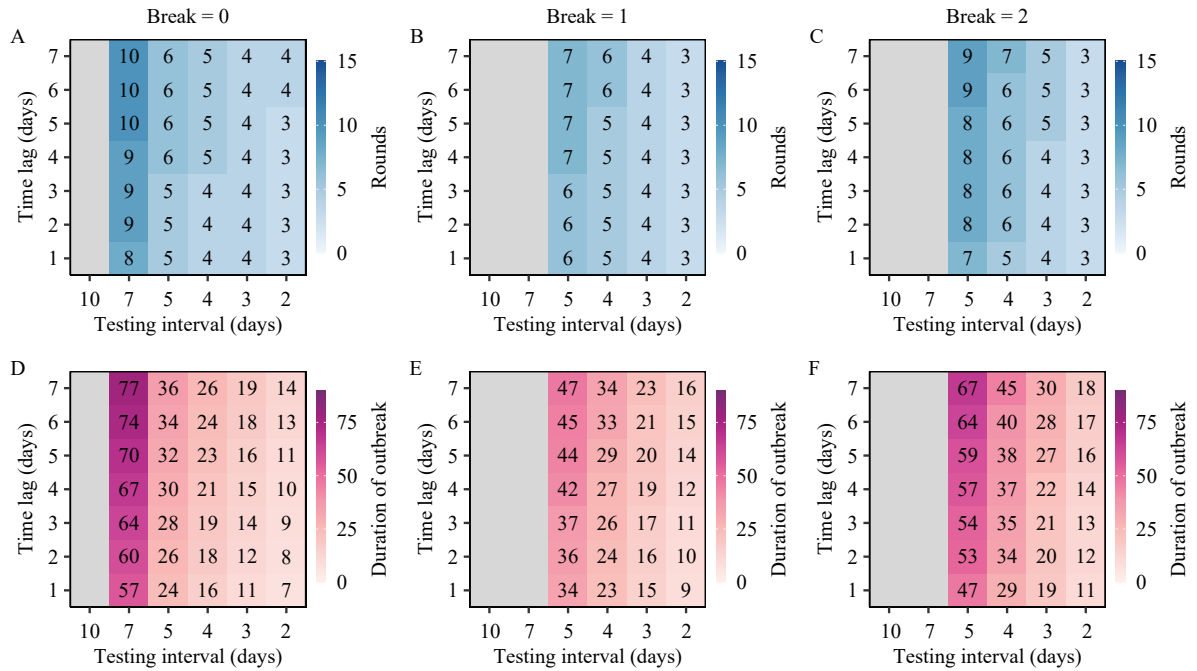 Break = 0
Break = 1
Break = 2
A
Time lag (days)
7 10 6 5 4 4
6 10 6 5 4 4
5 10 6 5 4 3
4 9 6 5 4 3
3 9 5 4 4 3
2 9 5 4 4 3
1 8 5 4 4 3
10 7 5 4 3 2
Testing interval (days)
15
10
5
0
Rounds
B
Time lag (days)
7 7 6 4 3
6 7 6 4 3
5 7 5 4 3
4 7 5 4 3
3 6 5 4 3
2 6 5 4 3
1 6 5 4 3
10 7 5 4 3 2
Testing interval (days)
15
10
5
0
Rounds
C
Time lag (days)
7 9 7 5 3
6 9 6 5 3
5 8 6 5 3
4 8 6 4 3
3 8 6 4 3
2 8 6 4 3
1 7 5 4 3
10 7 5 4 3 2
Testing interval (days)
15
10
5
0
Rounds
D
Time lag (days)
7 77 36 26 19 14
6 74 34 24 18 13
5 70 32 23 16 11
4 67 30 21 15 10
3 64 28 19 14 9
2 60 26 18 12 8
1 57 24 16 11 7
10 7 5 4 3 2
Testing interval (days)
75
50
25
0
Duration of outbreak
E
Time lag (days)
7 47 34 23 16
6 45 33 21 15
5 44 29 20 14
4 42 27 19 12
3 37 26 17 11
2 36 24 16 10
1 34 23 15 9
10 7 5 4 3 2
Testing interval (days)
75
50
25
0
Duration of outbreak
F
Time lag (days)
7 67 45 30 18
6 64 40 28 17
5 59 38 27 16
4 57 37 22 14
3 54 35 21 13
2 53 34 20 12
1 47 29 19 11
10 7 5 4 3 2
Testing interval (days)
75
50
25
0
Duration of outbreak